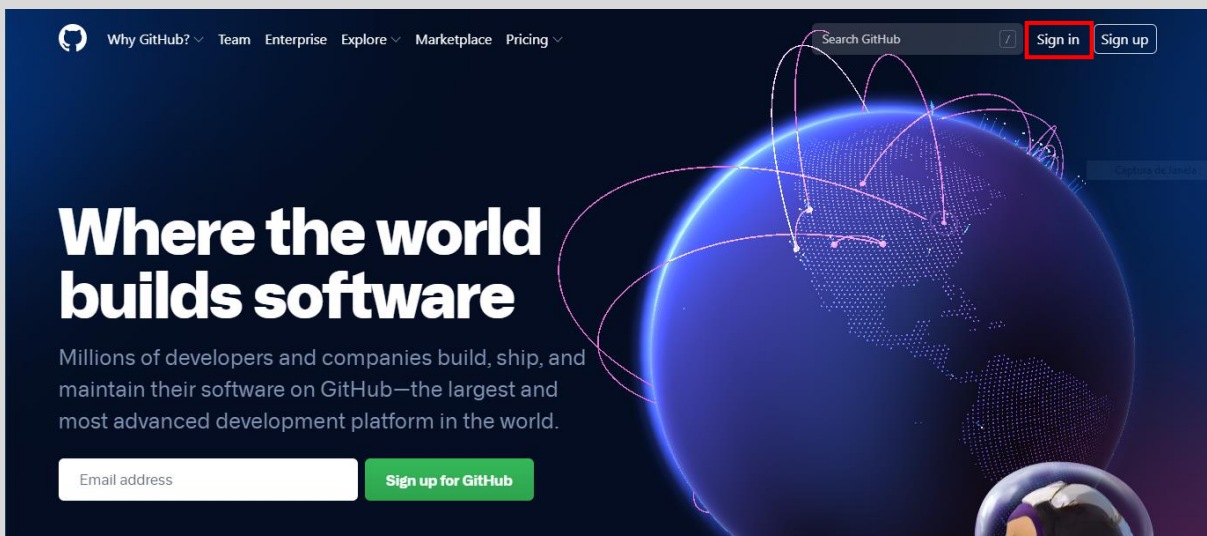 Why GitHub? Team Enterprise Explore Marketplace Pricing Search GitHub / Sign in Sign up
Captura de
Where the world
builds software
Millions of developers and companies build, ship, and
maintain their software on GitHub—the largest and
most advanced development platform in the world.
Email address Sign up for GitHub